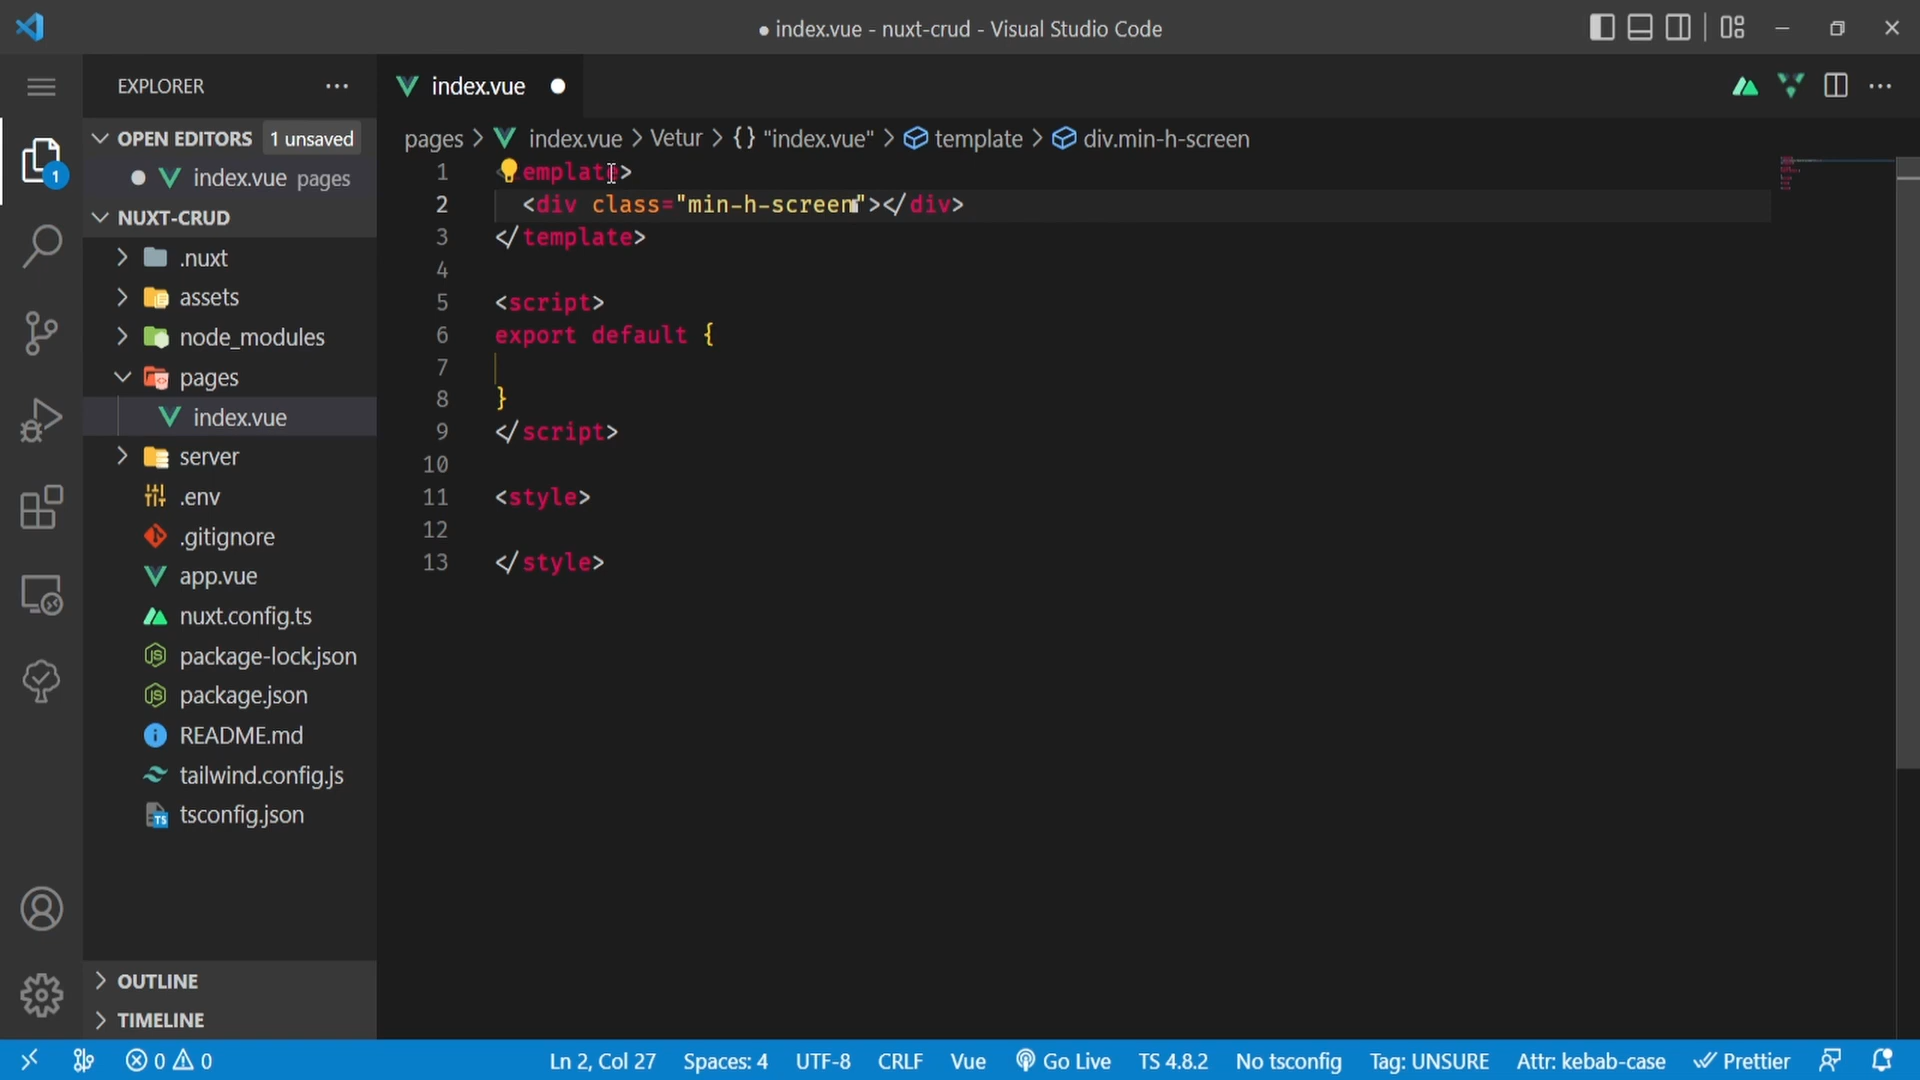 ● index.vue - nuxt-crud - Visual Studio Code
EXPLORER
index.vue
OPEN EDITORS 1 unsaved
index.vue pages
NUXT-CRUD
.nuxt
assets
node_modules
pages
index.vue
server
.env
.gitignore
app.vue
nuxt.config.ts
package-lock.json
package.json
README.md
tailwind.config.js
tsconfig.json
OUTLINE
TIMELINE
1
pages > index.vue > Vetur > {} "index.vue" > template > div.min-h-screen
1 emplate>
2 <div class="min-h-screen"></div>
3 </template>
4
5 <script>
6 export default {
7
8 }
9 </script>
10
11 <style>
12
13 </style>
0 0 Ln 2, Col 27 Spaces: 4 UTF-8 CRLF Vue Go Live TS 4.8.2 No tsconfig Tag: UNSURE Attr: kebab-case Prettier